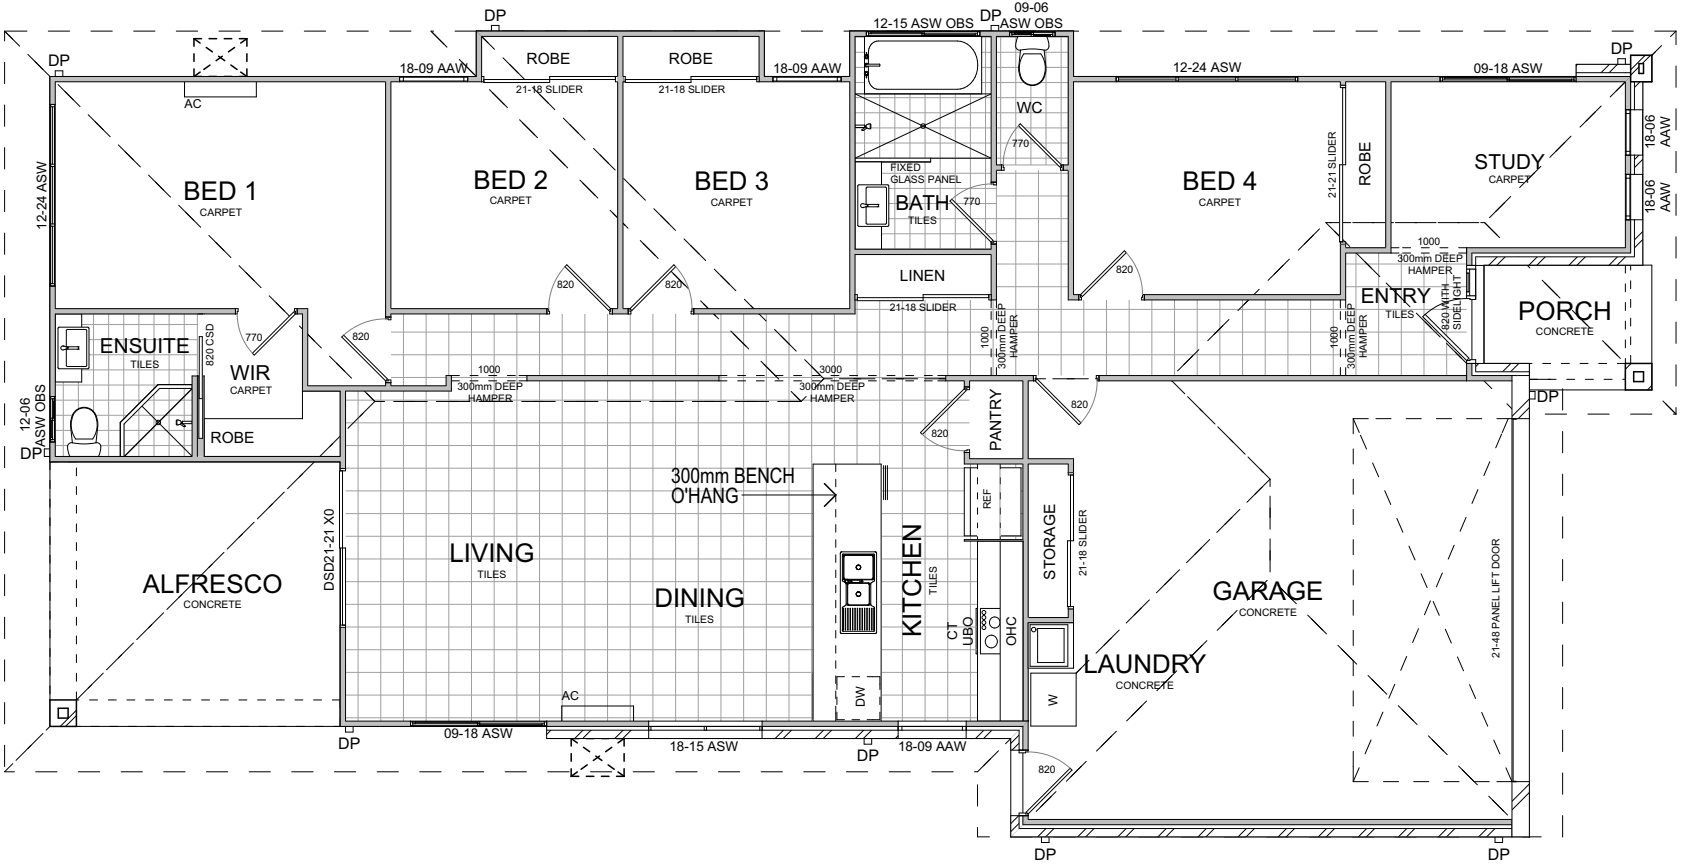 DP
12-15 ASW OBS
DP
09-06
ASW OBS
DP
DP
18-09 AAW
ROBE
ROBE
18-09 AAW
12-24 ASW
09-18 ASW
21-18 SLIDER
21-18 SLIDER
AC
WC
770
18-06
AAW
18-06
AAW
12-24 ASW
BED 1
CARPET
BED 2
CARPET
BED 3
CARPET
FIXED
GLASS PANEL
BATH
TILES
770
BED 4
CARPET
21-21 SLIDER
ROBE
STUDY
CARPET
1000
300mm DEEP
HAMPER
820
820
LINEN
21-18 SLIDER
820
ENTRY
TILES
820 WITH
SIDELIGHT
PORCH
CONCRETE
ENSUITE
TILES
820 CSD
770
WIR
CARPET
820
1000
300mm DEEP
HAMPER
1000
300mm DEEP
HAMPER
1000
300mm DEEP
HAMPER
3000
300mm DEEP
HAMPER
12-06
ASW OBS
DP
ROBE
820
PANTRY
820
DP
300mm BENCH
O'HANG
REF
STORAGE
21-18 SLIDER
DSD21-21 X0
LIVING
TILES
ALFRESCO
CONCRETE
DINING
TILES
KITCHEN
TILES
CT
UBO
OHC
GARAGE
CONCRETE
21-48 PANEL LIFT DOOR
LAUNDRY
CONCRETE
W
DW
AC
DP
09-18 ASW
18-15 ASW
DP
18-09 AAW
820
DP
DP